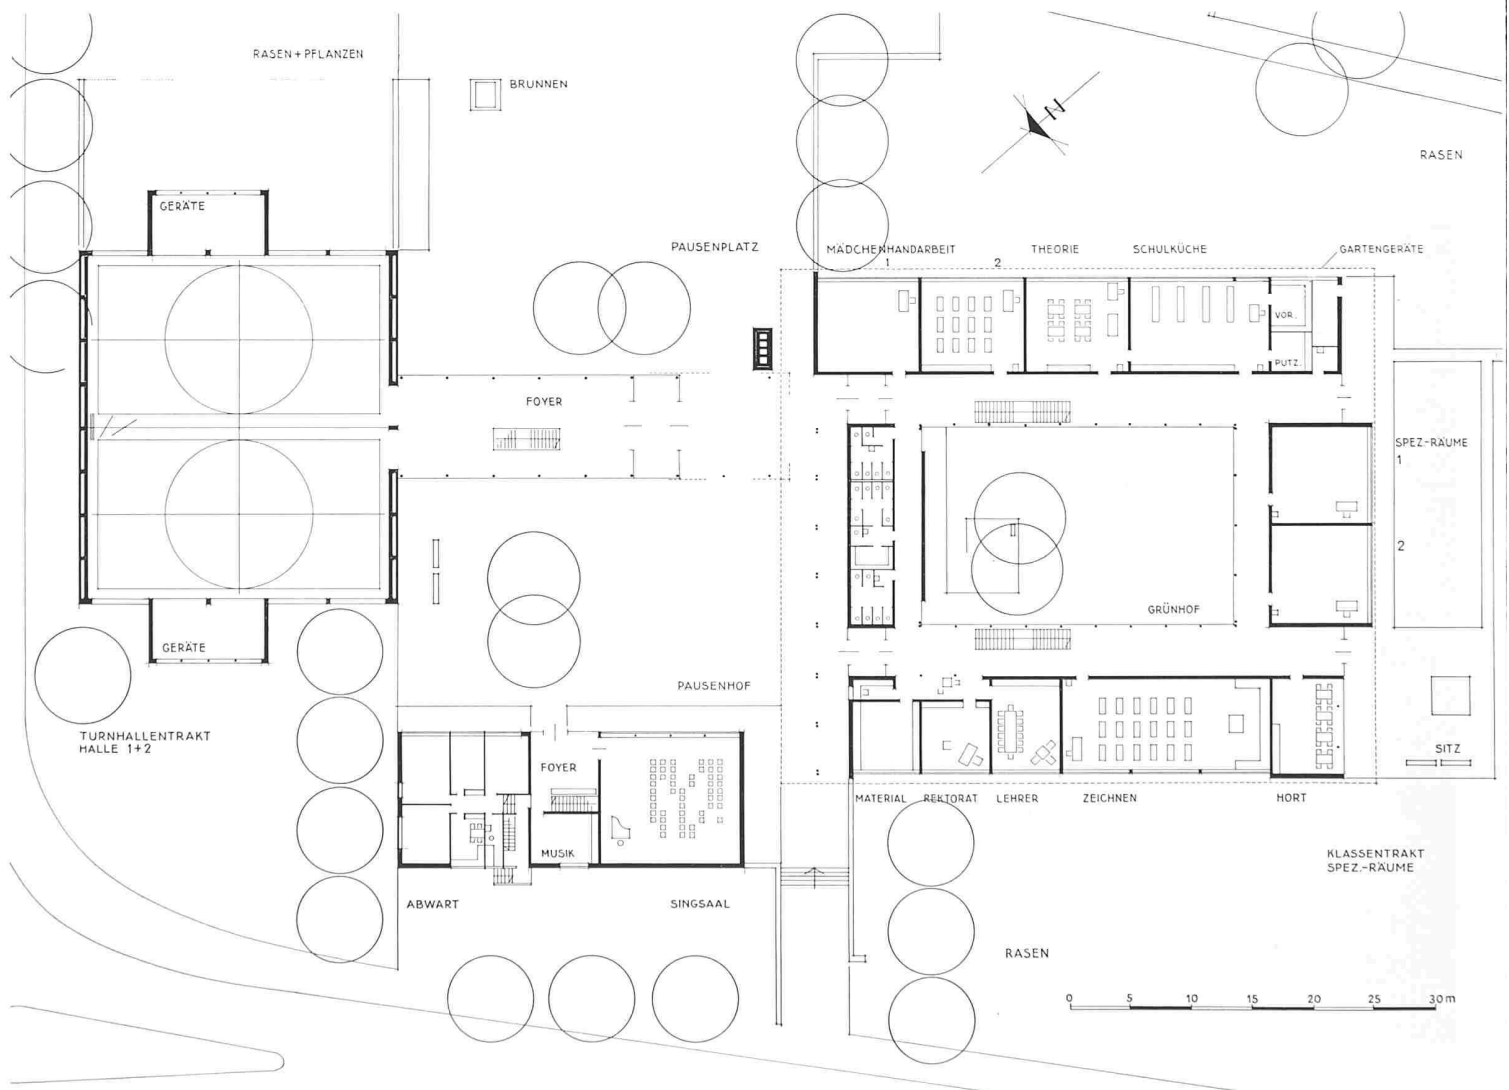 RASEN + PFLANZEN
BRUNNEN
N
RASEN
GERÄTE
PAUSENPLATZ
MÄDCHENHANDARBEIT
1
2
THEORIE
SCHULKÜCHE
GARTENGERÄTE
VOR.
PUTZ.
FOYER
SPEZ.-RÄUME
1
2
GRÜNHOF
GERÄTE
PAUSENHOF
TURNHALLENTRAKT
HALLE 1+2
FOYER
MUSIK
SITZ
MATERIAL
REKTORAT
LEHRER
ZEICHNEN
HORT
KLASSENTRAKT
SPEZ.-RÄUME
ABWART
SINGSAAL
RASEN
0 5 10 15 20 25 30 m